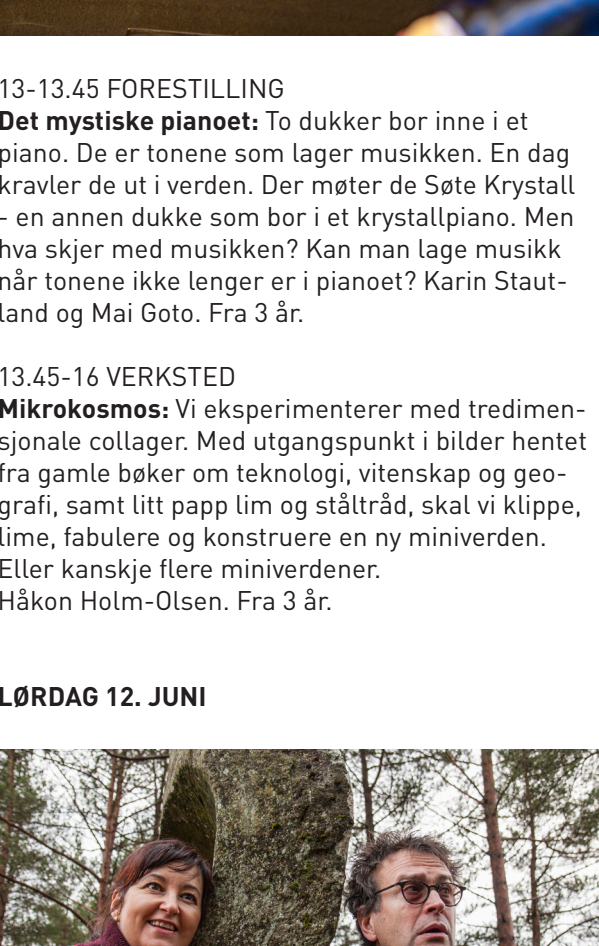 13-13.45 FORESTILLING
Det mystiske pianoet: To dukker bor inne i et
piano. De er tonene som lager musikken. En dag
kravler de ut i verden. Der møter de Søte Krystall
- en annen dukke som bor i et krystallpiano. Men
hva skjer med musikken? Kan man lage musikk
når tonene ikke lenger er i pianoet? Karin Staut-
land og Mai Goto. Fra 3 år.
13.45-16 VERKSTED
Mikrokosmos: Vi eksperimenterer med tredimen-
sjonale collager. Med utgangspunkt i bilder hentet
fra gamle bøker om teknologi, vitenskap og geo-
grafi, samt litt papp lim og ståltråd, skal vi klippe,
lime, fabulere og konstruere en ny miniverden.
Eller kanskje flere miniverdener.
Håkon Holm-Olsen. Fra 3 år.
LØRDAG 12. JUNI